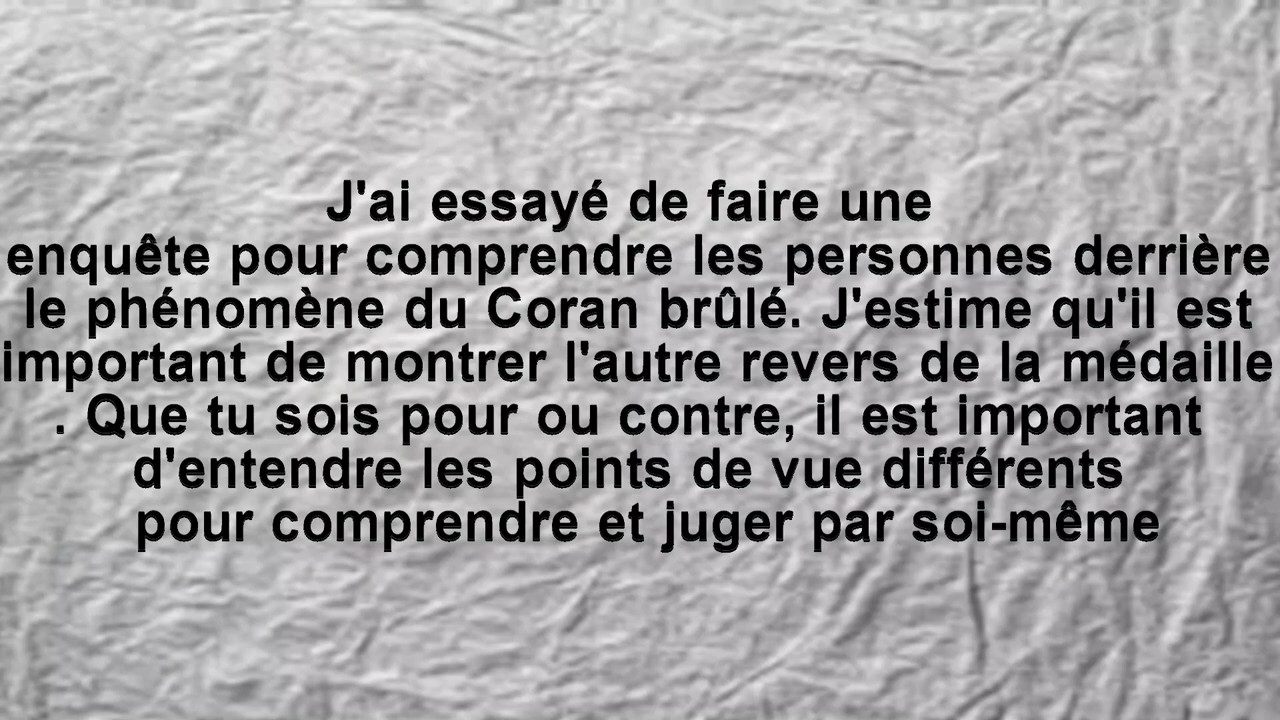 J'ai essayé de faire une
enquête pour comprendre les personnes derrière
le phénomène du Coran brûlé. J'estime qu'il est
important de montrer l'autre revers de la médaille
. Que tu sois pour ou contre, il est important
d'entendre les points de vue différents
pour comprendre et juger par soi-même